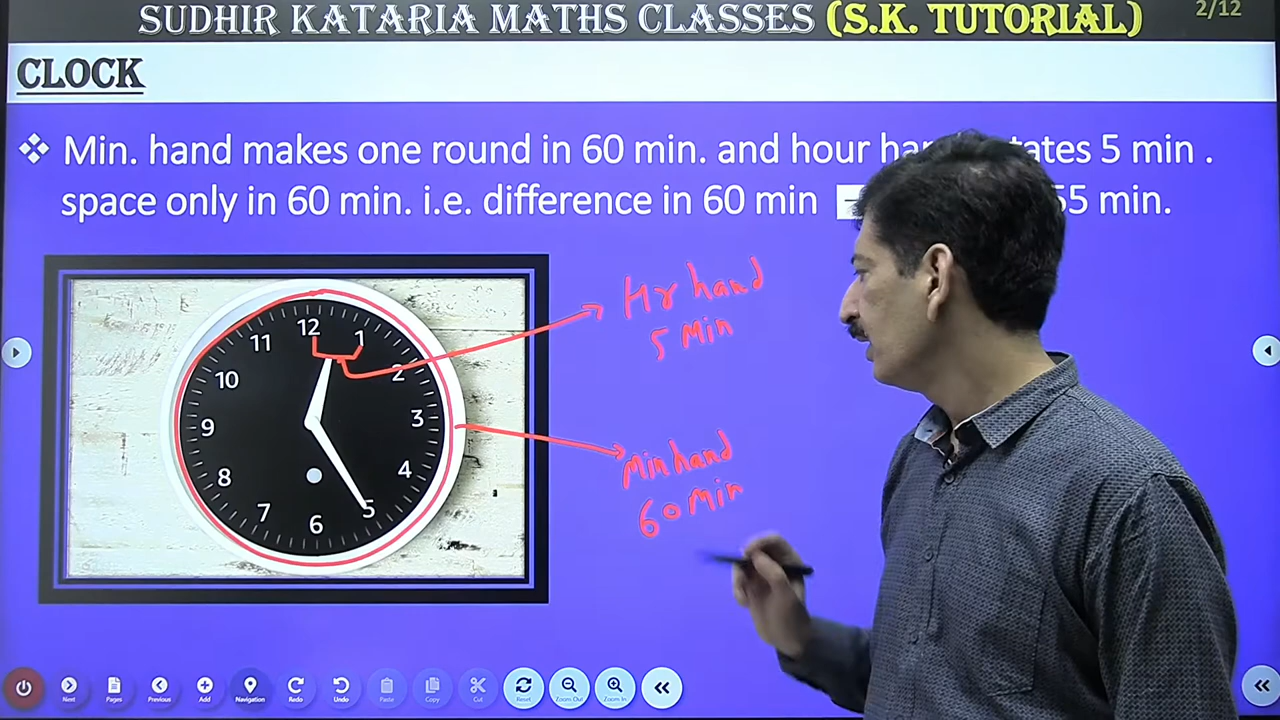 SUDHIR KATARIA MATHS CLASSES (S.K. TUTORIAL)
2/12
CLOCK
Min. hand makes one round in 60 min. and hour tates 5 min .
space only in 60 min. i.e. difference in 60 min 55 min.
Hr hand
5 Min
Min hand
60 Min
12
1
2
3
4
5
6
7
8
9
10
11
Next
Pages
Previous
Add
Navigation
Redo
Undo
Paste
Copy
Cut
Reset
Zoom Out
Zoom In